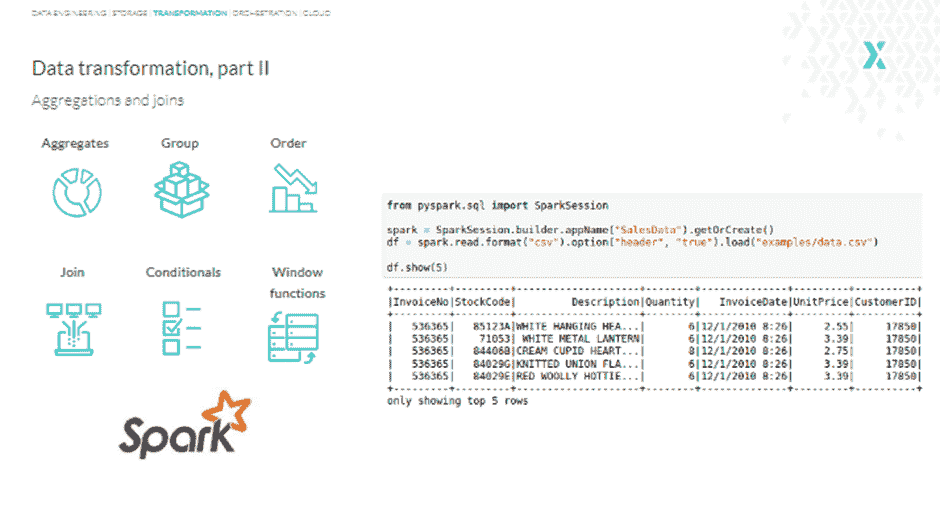 DATA ENGINEERING | STORAGE | TRANSFORMATION | ORCHESTRATION | CLOUD
Data transformation, part II
Aggregations and joins
Aggregates
Group
Order
Join
Conditionals
Window
functions
Spark
from pyspark.sql import SparkSession
spark = SparkSession.builder.appName("SalesData").getOrCreate()
df = spark.read.format("csv").option("header", "true").load("examples/data.csv")
df.show(5)
+---------+---------+--------------------+--------+--------------+---------+----------+
|InvoiceNo|StockCode|         Description|Quantity|   InvoiceDate|UnitPrice|CustomerID|
+---------+---------+--------------------+--------+--------------+---------+----------+
|   536365|   85123A|WHITE HANGING HEA...|       6|12/1/2010 8:26|     2.55|     17850|
|   536365|    71053| WHITE METAL LANTERN|       6|12/1/2010 8:26|     3.39|     17850|
|   536365|   84406B|CREAM CUPID HEART...|       8|12/1/2010 8:26|     2.75|     17850|
|   536365|   84029G|KNITTED UNION FLA...|       6|12/1/2010 8:26|     3.39|     17850|
|   536365|   84029E|RED WOOLLY HOTTIE...|       6|12/1/2010 8:26|     3.39|     17850|
+---------+---------+--------------------+--------+--------------+---------+----------+
only showing top 5 rows